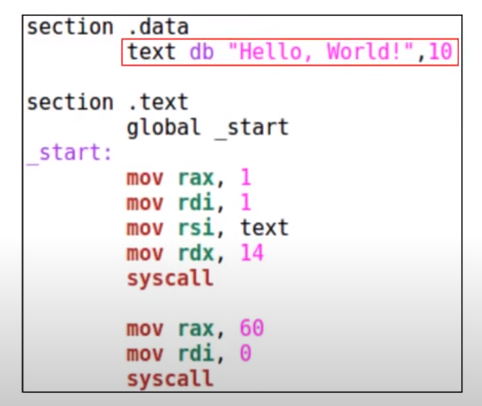 section .data
text db "Hello, World!",10
section .text
global _start
_start:
mov rax, 1
mov rdi, 1
mov rsi, text
mov rdx, 14
syscall
mov rax, 60
mov rdi, 0
syscall